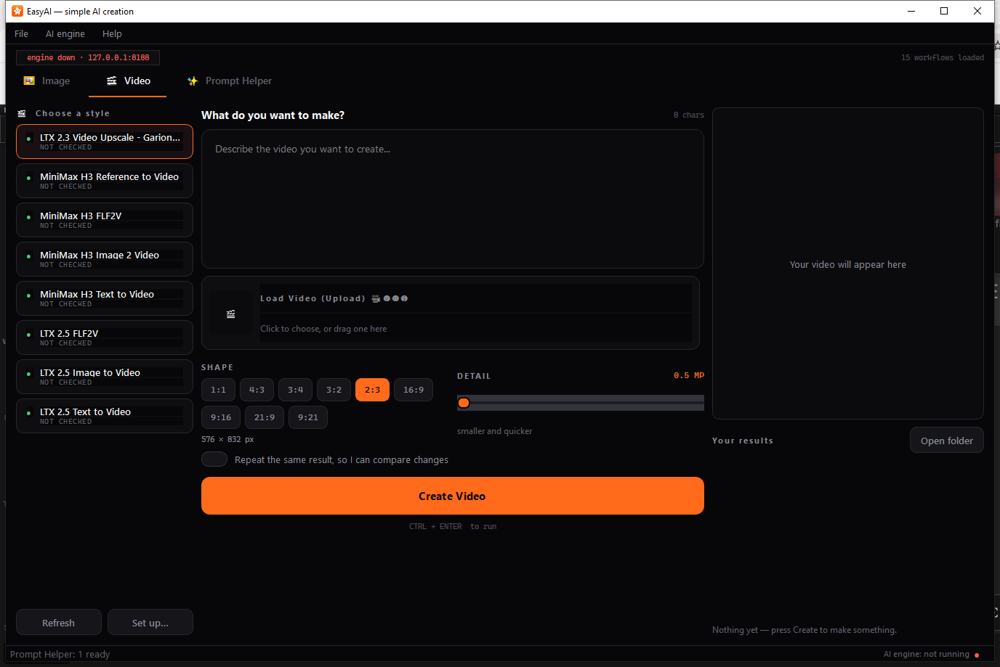 EasyAI — simple AI creation
File AI engine Help
engine down · 127.0.0.1:8188
15 workflows loaded
Image Video Prompt Helper
Choose a style
LTX 2.3 Video Upscale - Garion...
NOT CHECKED
MiniMax H3 Reference to Video
NOT CHECKED
MiniMax H3 FLF2V
NOT CHECKED
MiniMax H3 Image 2 Video
NOT CHECKED
MiniMax H3 Text to Video
NOT CHECKED
LTX 2.5 FLF2V
NOT CHECKED
LTX 2.5 Image to Video
NOT CHECKED
LTX 2.5 Text to Video
NOT CHECKED
Refresh Set up...
What do you want to make?
0 chars
Describe the video you want to create...
Load Video (Upload) 🎥🅥🅗🅢
Click to choose, or drag one here
SHAPE
1:1 4:3 3:4 3:2 2:3 16:9
9:16 21:9 9:21
576 × 832 px
DETAIL
0.5 MP
smaller and quicker
Repeat the same result, so I can compare changes
Create Video
CTRL + ENTER to run
Your video will appear here
Your results
Open folder
Nothing yet — press Create to make something.
Prompt Helper: 1 ready
AI engine: not running